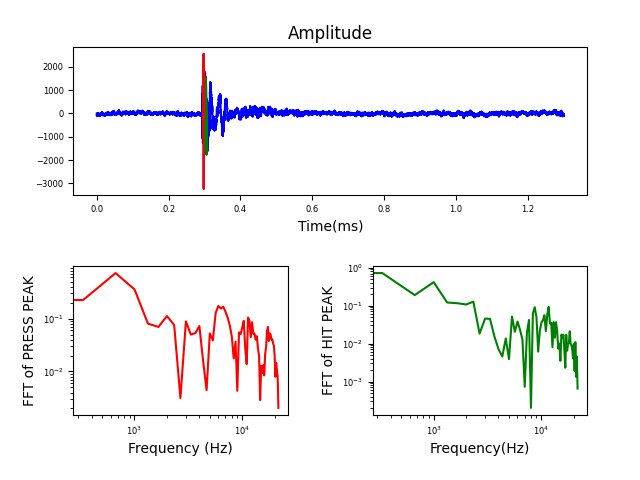 Amplitude
2000
1000
0
−1000
−2000
−3000
0.0 0.2 0.4 0.6 0.8 1.0 1.2
Time(ms)
FFT of PRESS PEAK
10⁻¹
10⁻²
10³ 10⁴
Frequency (Hz)
FFT of HIT PEAK
10⁰
10⁻¹
10⁻²
10⁻³
10³ 10⁴
Frequency(Hz)